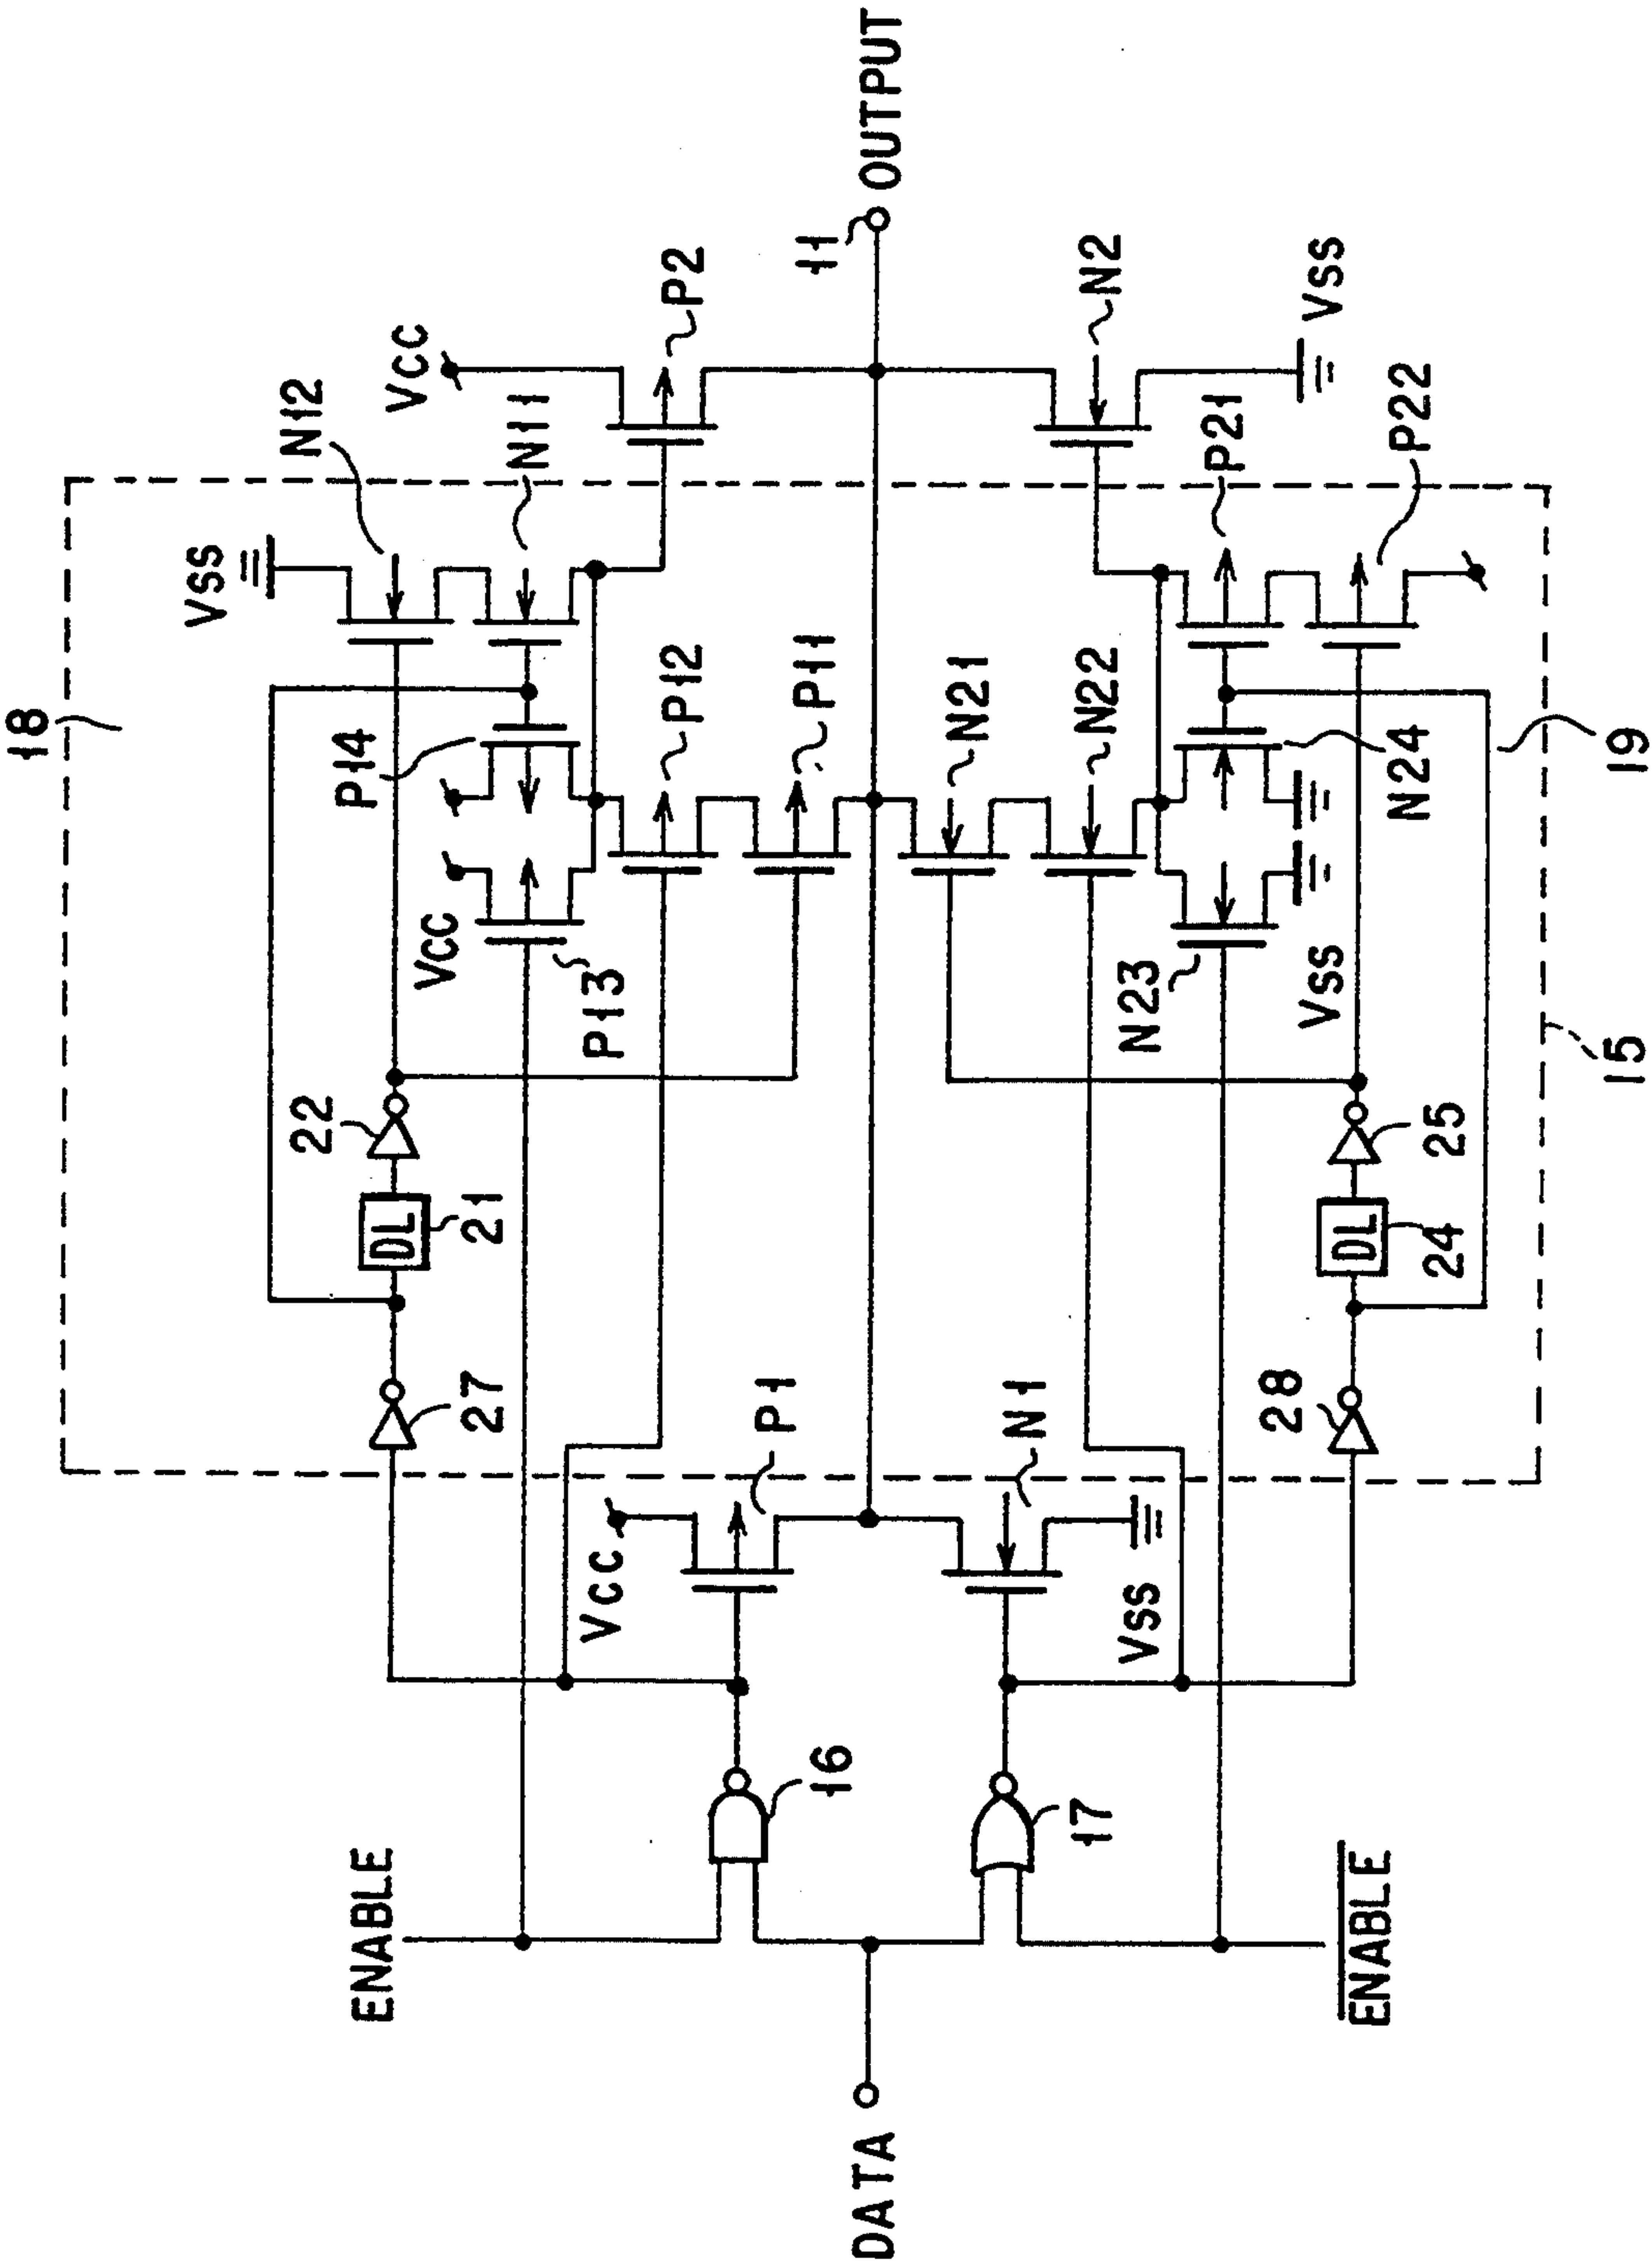 18
VSS
N12
VCC
P14
N11
P2
22
VCC
P13
P12
P11
11
OUTPUT
21
27
ENABLE
VCC
P1
16
DATA
N1
17
VSS
N21
N22
N2
VSS
N23
VSS
P21
N24
P22
25
24
28
ENABLE
19
15
DL
DL